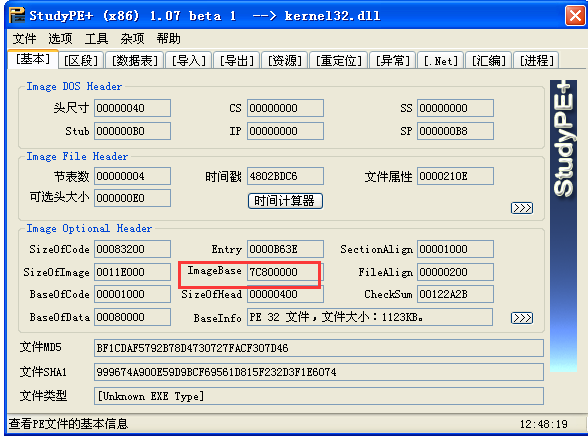 StudyPE+ (x86) 1.07 beta 1 --> kernel32.dll
文件 选项 工具 杂项 帮助
[基本] [区段] [数据表] [导入] [导出] [资源] [重定位] [异常] [.Net] [汇编] [进程]
Image DOS Header
头尺寸 00000040 CS 00000000 SS 00000000
Stub 000000B0 IP 00000000 SP 000000B8
Image File Header
节表数 00000004 时间戳 4802BDC6 文件属性 0000210E
可选头大小 000000E0 时间计算器 >>>
Image Optional Header
SizeOfCode 00083200 Entry 0000B63E SectionAlign 00001000
SizeOfImage 0011E000 ImageBase 7C800000 FileAlign 00000200
BaseOfCode 00001000 SizeOfHead 00000400 CheckSum 00122A2B
BaseOfData 00080000 BaseInfo PE 32 文件，文件大小：1123KB。 >>>
文件MD5 BF1CDAF5792B78D4730727FACF307D46
文件SHA1 999674A900E59D9BCF69561D815F232D3F1E6074
文件类型 [Unknown EXE Type]
StudyPE+
查看PE文件的基本信息 12:48:19